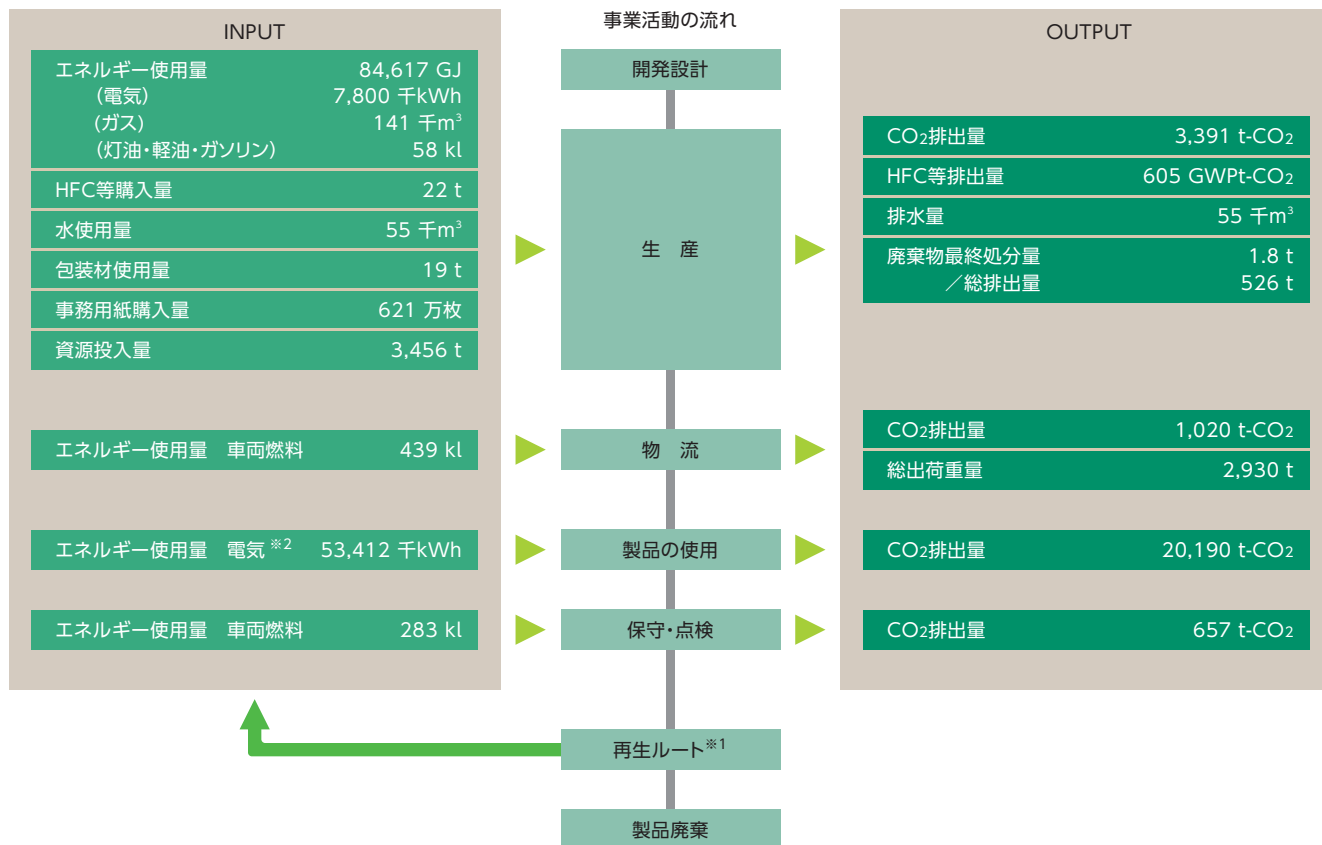 INPUT
エネルギー使用量 84,617 GJ
(電気) 7,800 千kWh
(ガス) 141 千m³
(灯油・軽油・ガソリン) 58 kl
HFC等購入量 22 t
水使用量 55 千m³
包装材使用量 19 t
事務用紙購入量 621 万枚
資源投入量 3,456 t
エネルギー使用量 車両燃料 439 kl
エネルギー使用量 電気※2 53,412 千kWh
エネルギー使用量 車両燃料 283 kl
事業活動の流れ
開発設計
生 産
物 流
製品の使用
保守・点検
再生ルート※1
製品廃棄
OUTPUT
CO2排出量 3,391 t-CO2
HFC等排出量 605 GWPt-CO2
排水量 55 千m³
廃棄物最終処分量 1.8 t
／総排出量 526 t
CO2排出量 1,020 t-CO2
総出荷重量 2,930 t
CO2排出量 20,190 t-CO2
CO2排出量 657 t-CO2